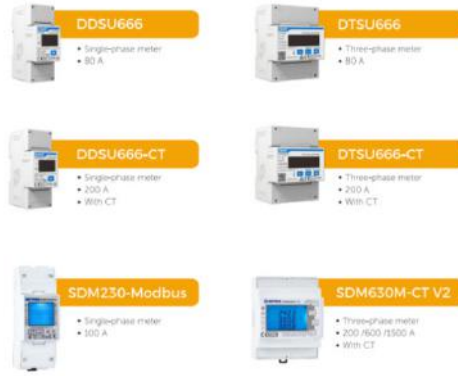 DDSU666
• Single-phase meter
• 80 A
DTSU666
• Three-phase meter
• 80 A
DDSU666-CT
• Single-phase meter
• 200 A
• With CT
DTSU666-CT
• Three-phase meter
• 200 A
• With CT
SDM230-Modbus
• Single-phase meter
• 100 A
SDM630M-CT V2
• Three-phase meter
• 200 /600 /1500 A
• With CT